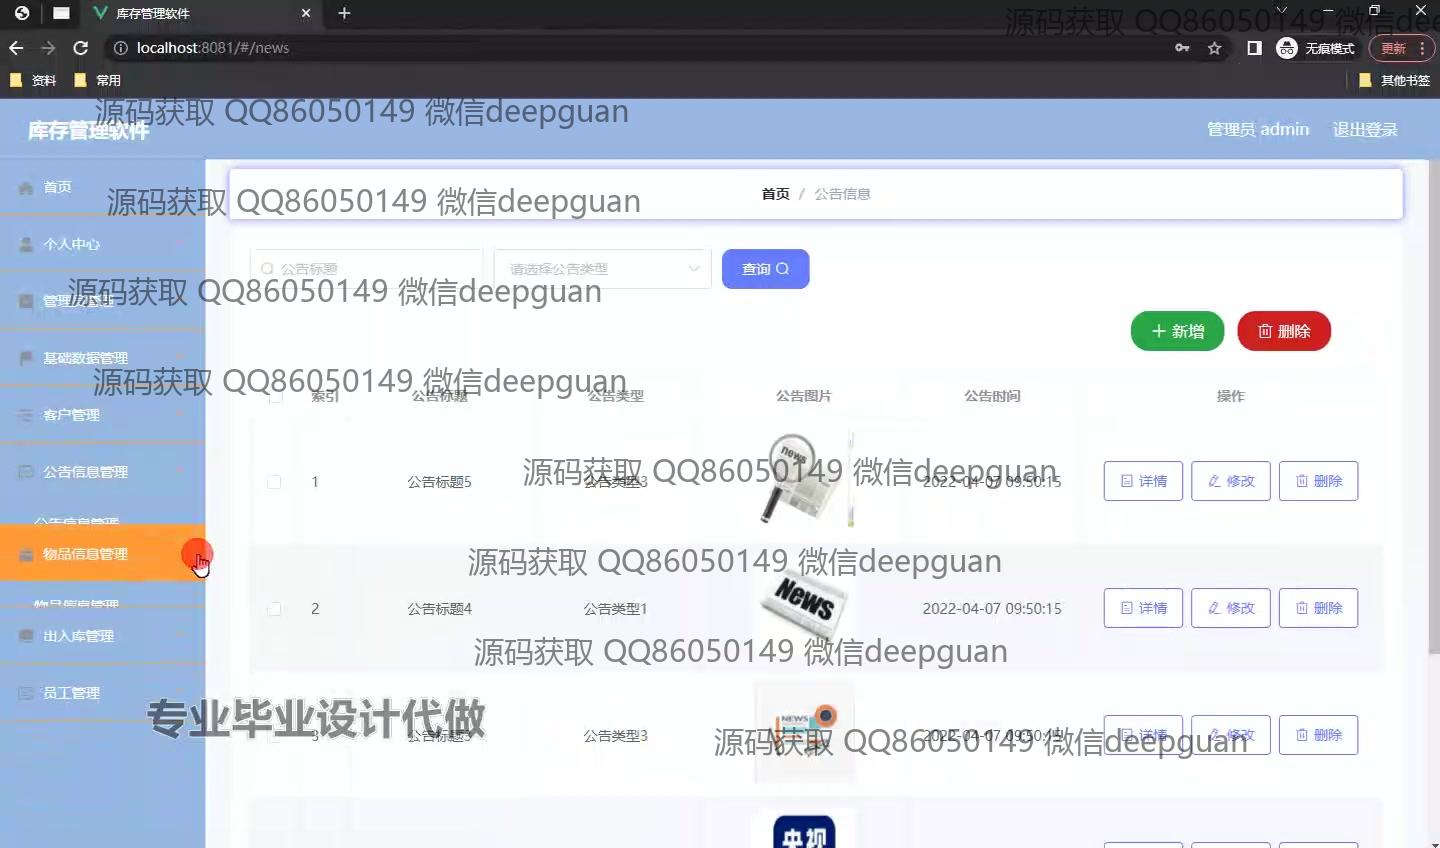 库存管理软件
localhost:8081/#/news
无痕模式
更新
资料
常用
其他书签
源码获取 QQ86050149 微信dee
源码获取 QQ86050149 微信deepguan
库存管理软件
管理员 admin
退出登录
首页
首页 / 公告信息
源码获取 QQ86050149 微信deepguan
个人中心
公告标题
请选择公告类型
查询
源码获取 QQ86050149 微信deepguan
新增
删除
基础数据管理
源码获取 QQ86050149 微信deepguan
索引
公告标题
公告类型
公告图片
公告时间
操作
客户管理
公告信息管理
news
1
公告标题5
公告类型3
2022-04-07 09:50:15
详情
修改
删除
源码获取 QQ86050149 微信deepguan
公告信息管理
物品信息管理
源码获取 QQ86050149 微信deepguan
物品信息管理
News
2
公告标题4
公告类型1
2022-04-07 09:50:15
详情
修改
删除
出入库管理
源码获取 QQ86050149 微信deepguan
员工管理
专业毕业设计代做
NEWS
3
公告标题3
公告类型3
2022-04-07 09:50:15
详情
修改
删除
源码获取 QQ86050149 微信deepguan
央视